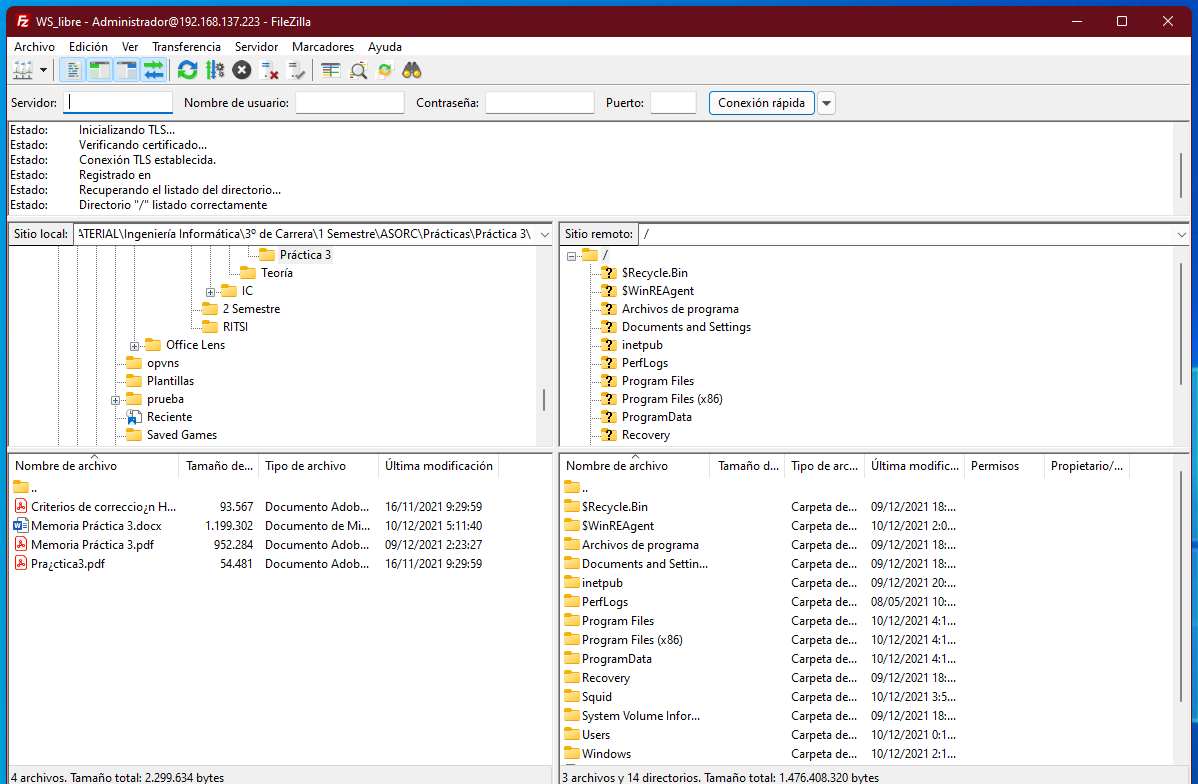 WS_libre - Administrador@192.168.137.223 - FileZilla
Archivo Edición Ver Transferencia Servidor Marcadores Ayuda
Servidor: Nombre de usuario: Contraseña: Puerto: Conexión rápida
Estado: Inicializando TLS...
Estado: Verificando certificado...
Estado: Conexión TLS establecida.
Estado: Registrado en
Estado: Recuperando el listado del directorio...
Estado: Directorio "/" listado correctamente
Sitio local: ATERIAL\Ingeniería Informática\3º de Carrera\1 Semestre\ASORC\Prácticas\Práctica 3\
Práctica 3
Teoría
IC
2 Semestre
RITSI
Office Lens
opvns
Plantillas
prueba
Reciente
Saved Games
Sitio remoto: /
/
$Recycle.Bin
$WinREAgent
Archivos de programa
Documents and Settings
inetpub
PerfLogs
Program Files
Program Files (x86)
ProgramData
Recovery
Nombre de archivo Tamaño de... Tipo de archivo Última modificación
..
Criterios de correccio¡n H... 93.567 Documento Adob... 16/11/2021 9:29:59
Memoria Práctica 3.docx 1.199.302 Documento de Mi... 10/12/2021 5:11:40
Memoria Práctica 3.pdf 952.284 Documento Adob... 09/12/2021 2:23:27
Pra¿ctica3.pdf 54.481 Documento Adob... 16/11/2021 9:29:59
4 archivos. Tamaño total: 2.299.634 bytes
Nombre de archivo Tamaño d... Tipo de arc... Última modific... Permisos Propietario/...
..
$Recycle.Bin Carpeta de... 09/12/2021 18:...
$WinREAgent Carpeta de... 10/12/2021 2:0...
Archivos de programa Carpeta de... 09/12/2021 18:...
Documents and Settin... Carpeta de... 09/12/2021 18:...
inetpub Carpeta de... 09/12/2021 20:...
PerfLogs Carpeta de... 08/05/2021 10:...
Program Files Carpeta de... 10/12/2021 4:1...
Program Files (x86) Carpeta de... 10/12/2021 4:1...
ProgramData Carpeta de... 10/12/2021 4:1...
Recovery Carpeta de... 09/12/2021 18:...
Squid Carpeta de... 10/12/2021 3:5...
System Volume Infor... Carpeta de... 09/12/2021 18:...
Users Carpeta de... 10/12/2021 0:1...
Windows Carpeta de... 10/12/2021 2:1...
3 archivos y 14 directorios. Tamaño total: 1.476.408.320 bytes